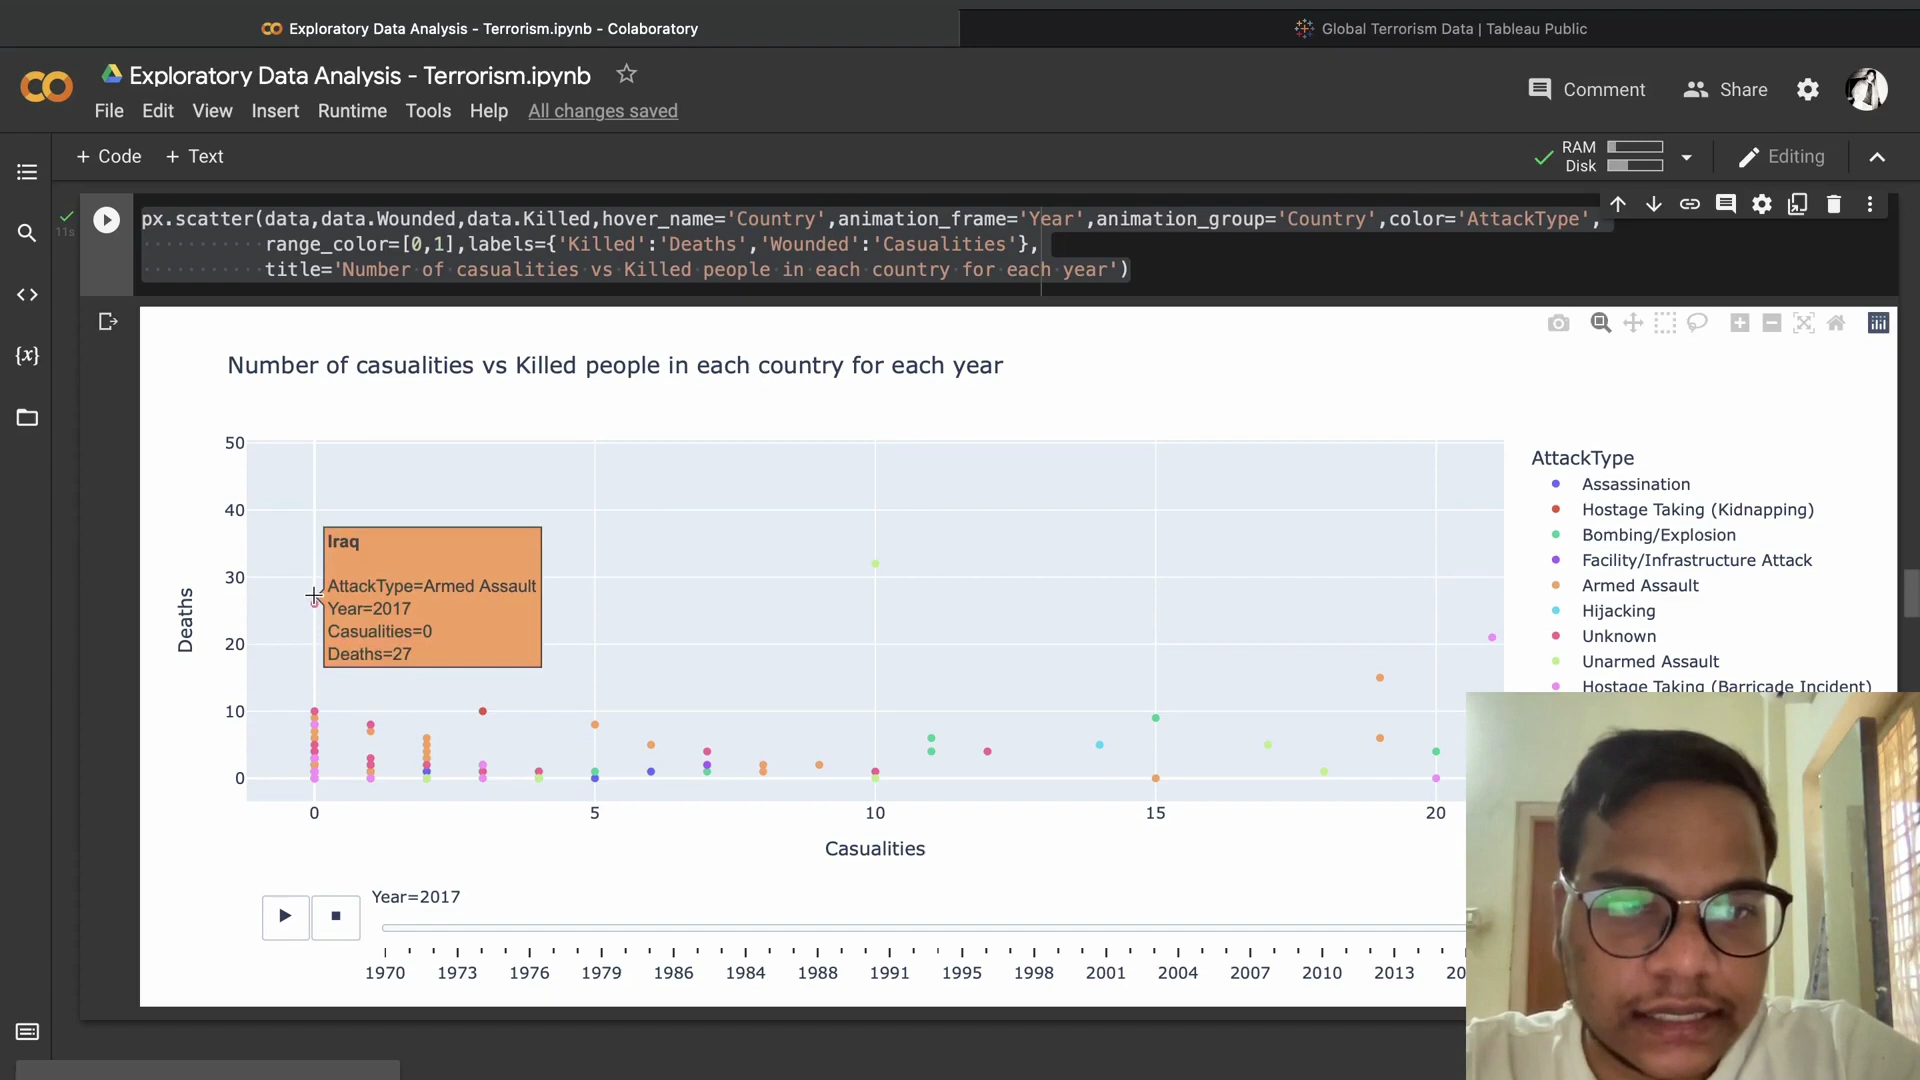 Exploratory Data Analysis - Terrorism.ipynb - Colaboratory
Global Terrorism Data | Tableau Public
Exploratory Data Analysis - Terrorism.ipynb
Comment
Share
File Edit View Insert Runtime Tools Help All changes saved
+ Code + Text
RAM
Disk
Editing
11s
px.scatter(data,data.Wounded,data.Killed,hover_name='Country',animation_frame='Year',animation_group='Country',color='AttackType',
range_color=[0,1],labels={'Killed':'Deaths','Wounded':'Casualities'},
title='Number of casualities vs Killed people in each country for each year')
Number of casualities vs Killed people in each country for each year
50
40
30
20
10
0
Deaths
Iraq
AttackType=Armed Assault
Year=2017
Casualities=0
Deaths=27
0 5 10 15 20
Casualities
AttackType
Assassination
Hostage Taking (Kidnapping)
Bombing/Explosion
Facility/Infrastructure Attack
Armed Assault
Hijacking
Unknown
Unarmed Assault
Hostage Taking (Barricade Incident)
Year=2017
1970 1973 1976 1979 1986 1984 1988 1991 1995 1998 2001 2004 2007 2010 2013 20